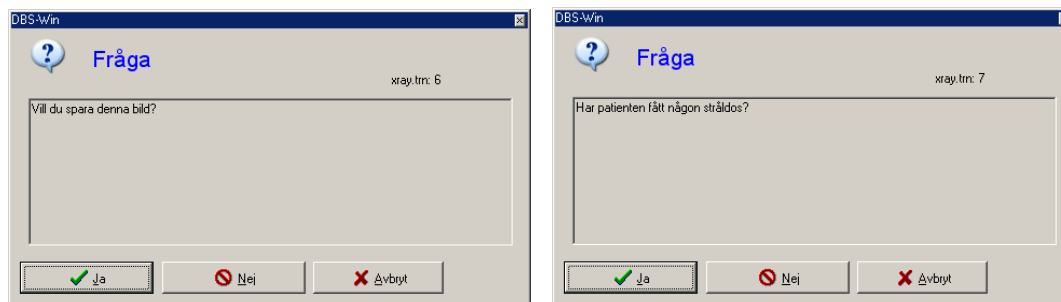 DBS-Win
Fråga
xray.trn: 6
Vill du spara denna bild?
Ja
Nej
Avbryt
DBS-Win
Fråga
xray.trn: 7
Har patienten fått någon stråldos?
Ja
Nej
Avbryt